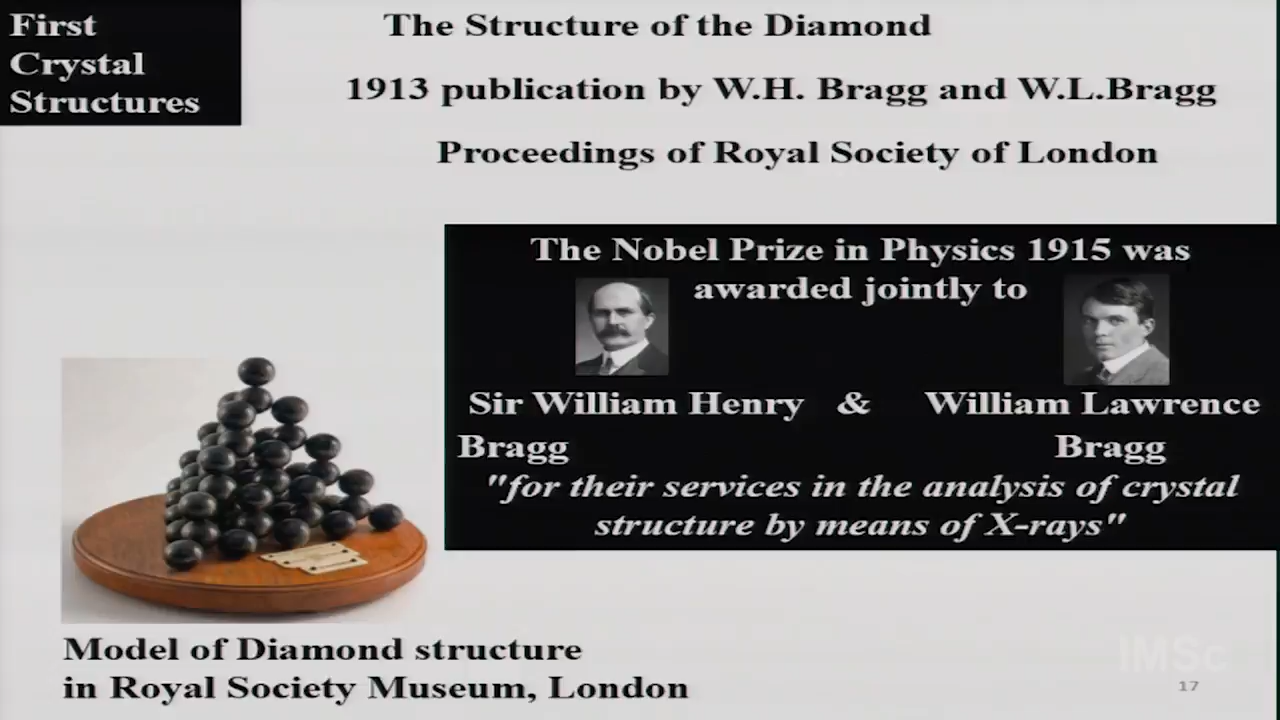 First
Crystal
Structures
The Structure of the Diamond
1913 publication by W.H. Bragg and W.L.Bragg
Proceedings of Royal Society of London
The Nobel Prize in Physics 1915 was
awarded jointly to
Sir William Henry & William Lawrence
Bragg Bragg
"for their services in the analysis of crystal
structure by means of X-rays"
Model of Diamond structure
in Royal Society Museum, London
IMSc
17